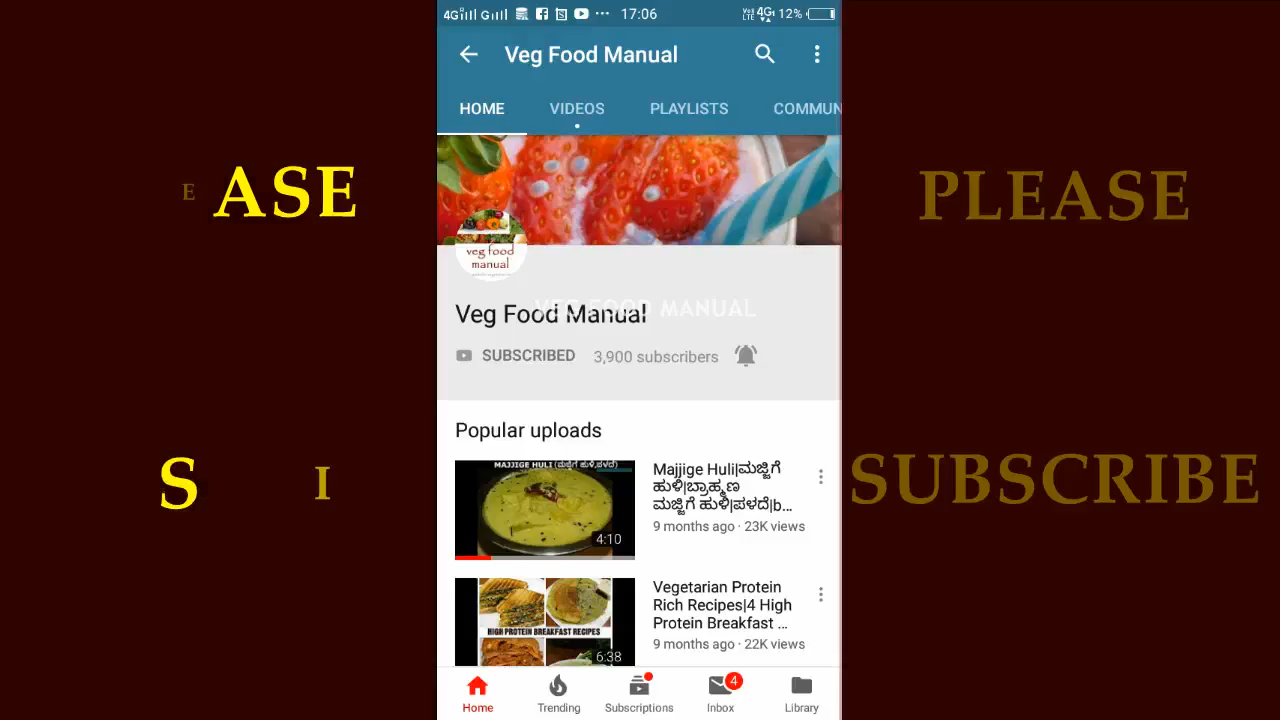 4G G 17:06 VoLTE 4G 12%
Veg Food Manual
HOME VIDEOS PLAYLISTS COMMUN
E ASE
PLEASE
veg food
manual
VEG FOOD MANUAL
Veg Food Manual
SUBSCRIBED 3,900 subscribers
Popular uploads
S I
SUBSCRIBE
MAJJIGE HULI (ಮಜ್ಜಿಗೆ ಹುಳಿ,ಪಳದೆ)
4:10
Majjige Huli|ಮಜ್ಜಿಗೆ
ಹುಳಿ|ಬ್ರಾಹ್ಮಣ
ಮಜ್ಜಿಗೆ ಹುಳಿ|ಪಳದೆ|b...
9 months ago · 23K views
HIGH PROTEIN BREAKFAST RECIPES
6:38
Vegetarian Protein
Rich Recipes|4 High
Protein Breakfast ...
9 months ago · 22K views
4
Home Trending Subscriptions Inbox Library